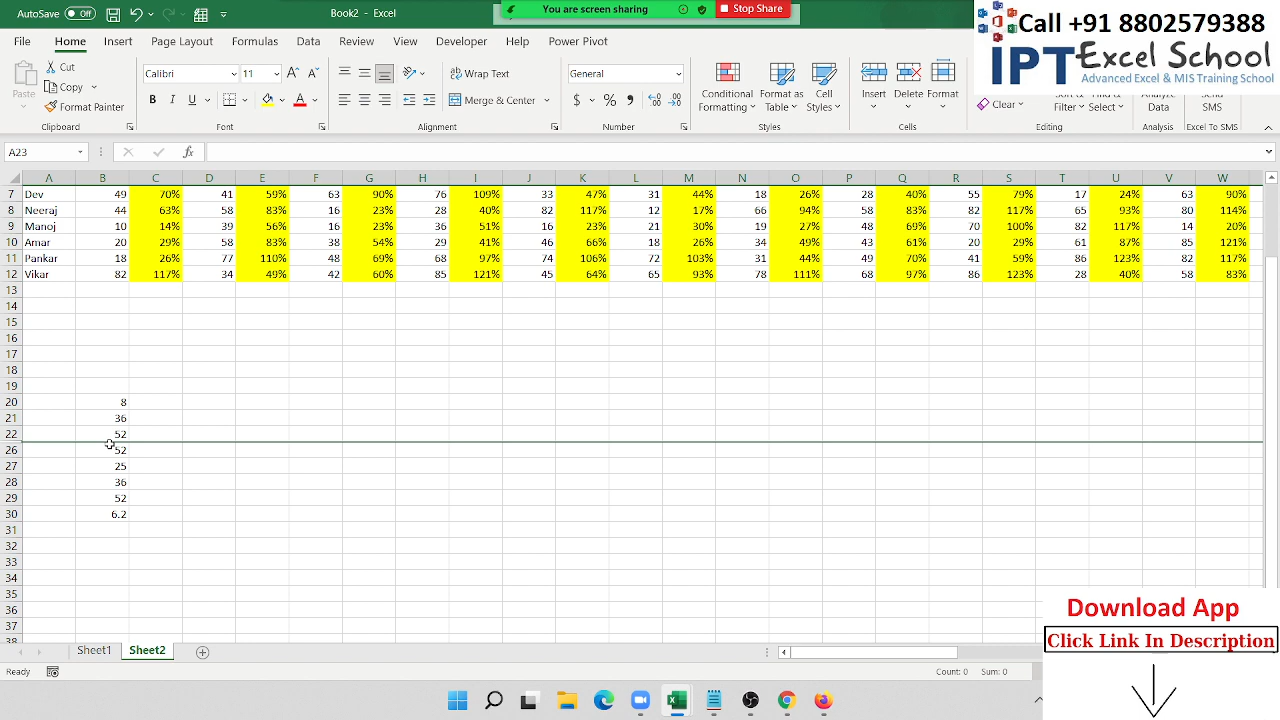 AutoSave Off Book2 - Excel You are screen sharing Stop Share
Call +91 8802579388
IPT Excel School
Advanced Excel & MIS Training School
File Home Insert Page Layout Formulas Data Review View Developer Help Power Pivot
Paste Cut Copy Format Painter
Calibri 11 Wrap Text Merge & Center General
Conditional Formatting Format as Table Cell Styles Insert Delete Format Clear Sort & Filter Find & Select Analyze Data Send SMS
Clipboard Font Alignment Number Styles Cells Editing Analysis Excel To SMS
A23
A B C D E F G H I J K L M N O P Q R S T U V W
7 Dev 49 70% 41 59% 63 90% 76 109% 33 47% 31 44% 18 26% 28 40% 55 79% 17 24% 63 90%
8 Neeraj 44 63% 58 83% 16 23% 28 40% 82 117% 12 17% 66 94% 58 83% 82 117% 65 93% 80 114%
9 Manoj 10 14% 39 56% 16 23% 36 51% 16 23% 21 30% 19 27% 48 69% 70 100% 82 117% 14 20%
10 Amar 20 29% 58 83% 38 54% 29 41% 46 66% 18 26% 34 49% 43 61% 20 29% 61 87% 85 121%
11 Pankar 18 26% 77 110% 48 69% 68 97% 74 106% 72 103% 31 44% 49 70% 41 59% 86 123% 82 117%
12 Vikar 82 117% 34 49% 42 60% 85 121% 45 64% 65 93% 78 111% 68 97% 86 123% 28 40% 58 83%
13
14
15
16
17
18
19
20 8
21 36
22 52
26 52
27 25
28 36
29 52
30 6.2
31
32
33
34
35
36
37
38
Download App
Click Link In Description
Sheet1 Sheet2
Ready Count: 0 Sum: 0